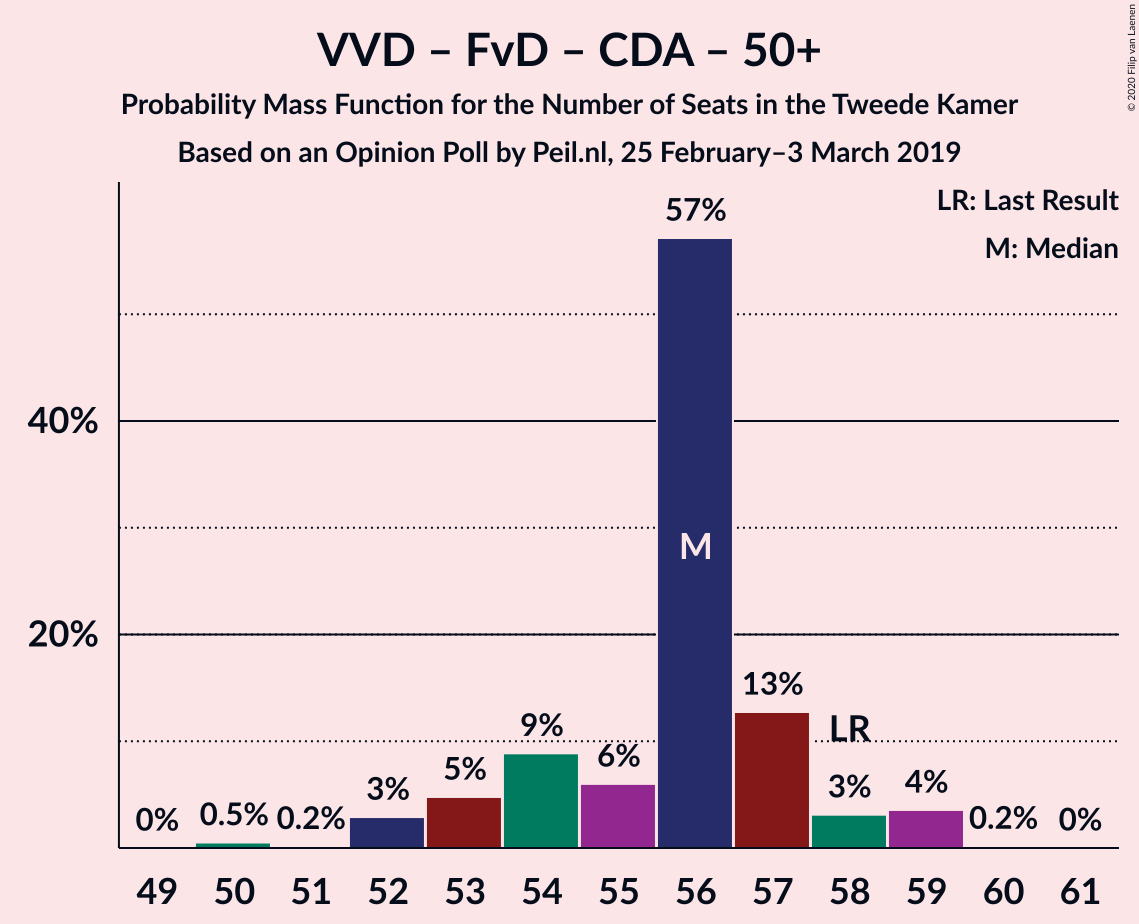 VVD – FvD – CDA – 50+
Probability Mass Function for the Number of Seats in the Tweede Kamer
Based on an Opinion Poll by Peil.nl, 25 February–3 March 2019
© 2020 Filip van Laenen
LR: Last Result
M: Median
57%
40%
M
20%
13%
9%
LR
6%
5%
3%
3%
4%
0%
0.5%
0.2%
0.2%
0%
49 50 51 52 53 54 55 56 57 58 59 60 61